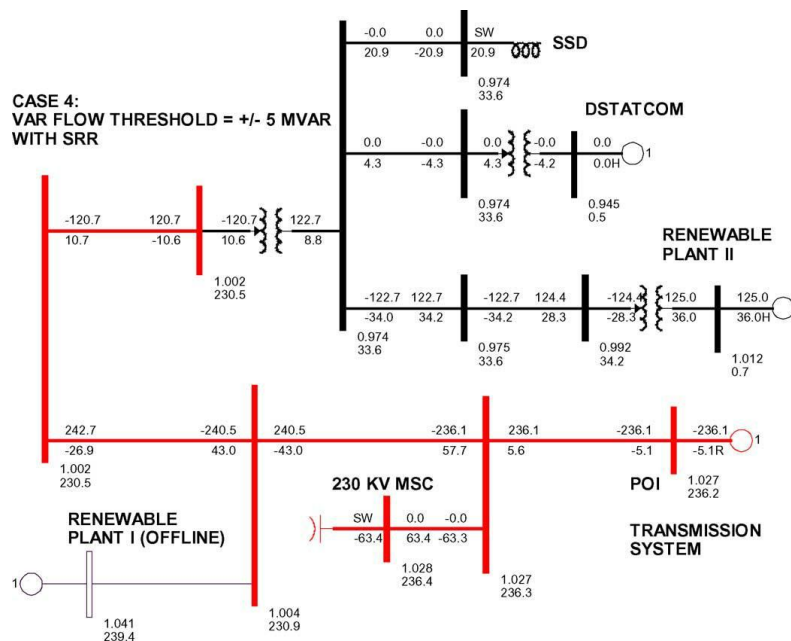 -0.0 -0.0 SW
20.9 -20.9 20.9
SSD
0.974
33.6
CASE 4:
VAR FLOW THRESHOLD = +/- 5 MVAR
WITH SRR
DSTATCOM
0.0 -0.0 0.0 -0.0 0.0
4.3 -4.3 4.3 -4.2 0.0H
1
0.974
33.6
0.945
0.5
-120.7 120.7 -120.7 122.7
10.7 -10.6 10.6 8.8
1.002
230.5
RENEWABLE
PLANT II
-122.7 122.7 -122.7 124.4 -124.4 125.0 125.0
-34.0 34.2 -34.2 28.3 -28.3 36.0 36.0H
0.974
33.6
0.975
33.6
0.992
34.2
1.012
0.7
242.7 -240.5 240.5 -236.1 236.1 -236.1 -236.1
-26.9 43.0 -43.0 57.7 5.6 -5.1 -5.1R
1
1.002
230.5
230 KV MSC
POI
1.027
236.2
SW 0.0 -0.0
-63.4 63.4 -63.3
RENEWABLE
PLANT I (OFFLINE)
TRANSMISSION
SYSTEM
1.028
236.4
1.027
236.3
1
1.041
239.4
1.004
230.9